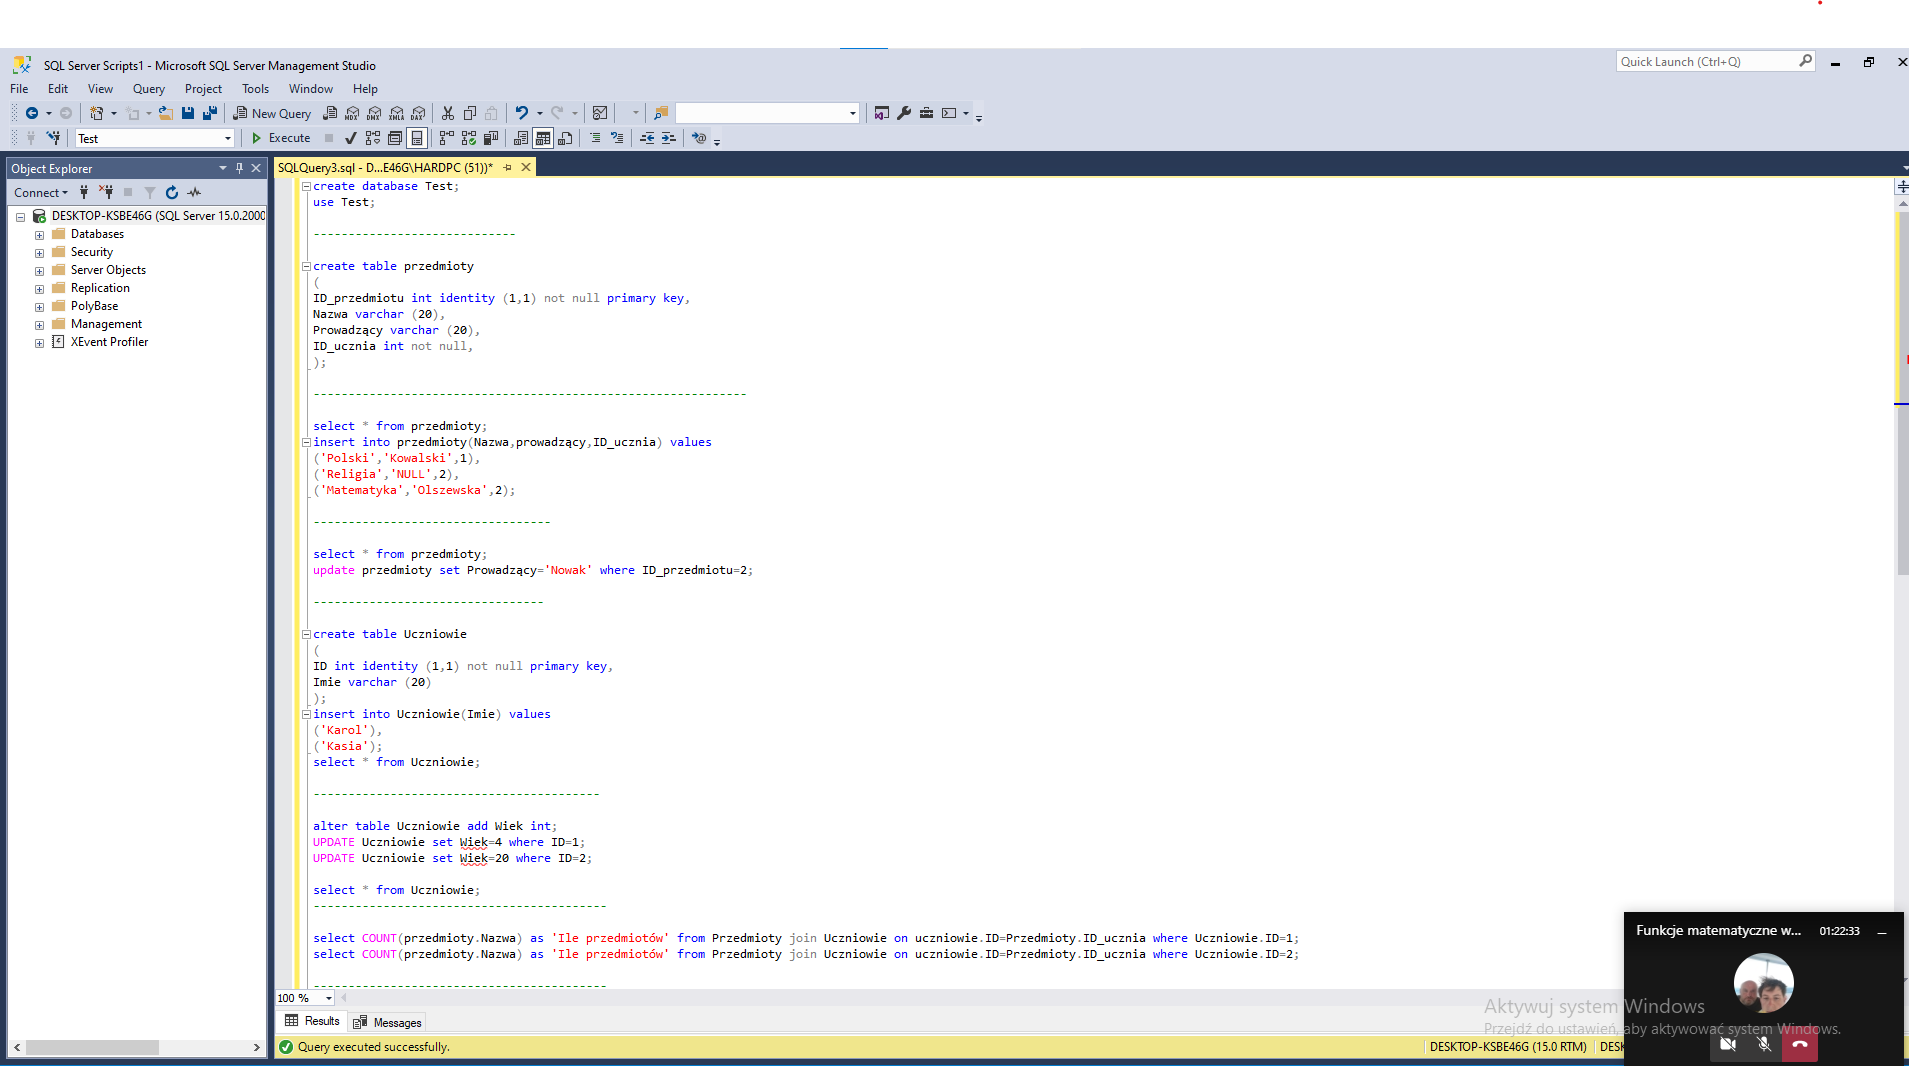 SQL Server Scripts1 - Microsoft SQL Server Management Studio
Quick Launch (Ctrl+Q)
File Edit View Query Project Tools Window Help
New Query
MDX DMX XMLA DAX
Test
Execute
Object Explorer
SQLQuery3.sql - D...E46G\HARDPC (51))*
Connect
DESKTOP-KSBE46G (SQL Server 15.0.2000
Databases
Security
Server Objects
Replication
PolyBase
Management
XEvent Profiler
create database Test;
use Test;
-----------------------------
create table przedmioty
(
ID_przedmiotu int identity (1,1) not null primary key,
Nazwa varchar (20),
Prowadzący varchar (20),
ID_ucznia int not null,
);
--------------------------------------------------------------
select * from przedmioty;
insert into przedmioty(Nazwa,prowadzący,ID_ucznia) values
('Polski','Kowalski',1),
('Religia','NULL',2),
('Matematyka','Olszewska',2);
----------------------------------
select * from przedmioty;
update przedmioty set Prowadzący='Nowak' where ID_przedmiotu=2;
---------------------------------
create table Uczniowie
(
ID int identity (1,1) not null primary key,
Imie varchar (20)
);
insert into Uczniowie(Imie) values
('Karol'),
('Kasia');
select * from Uczniowie;
-----------------------------------------
alter table Uczniowie add Wiek int;
UPDATE Uczniowie set Wiek=4 where ID=1;
UPDATE Uczniowie set Wiek=20 where ID=2;
select * from Uczniowie;
------------------------------------------
select COUNT(przedmioty.Nazwa) as 'Ile przedmiotów' from Przedmioty join Uczniowie on uczniowie.ID=Przedmioty.ID_ucznia where Uczniowie.ID=1;
select COUNT(przedmioty.Nazwa) as 'Ile przedmiotów' from Przedmioty join Uczniowie on uczniowie.ID=Przedmioty.ID_ucznia where Uczniowie.ID=2;
------------------------------------------
100 %
Results Messages
Query executed successfully.
DESKTOP-KSBE46G (15.0 RTM) DESK
Funkcje matematyczne w... 01:22:33
Aktywuj system Windows
Przejdź do ustawień, aby aktywować system Windows.